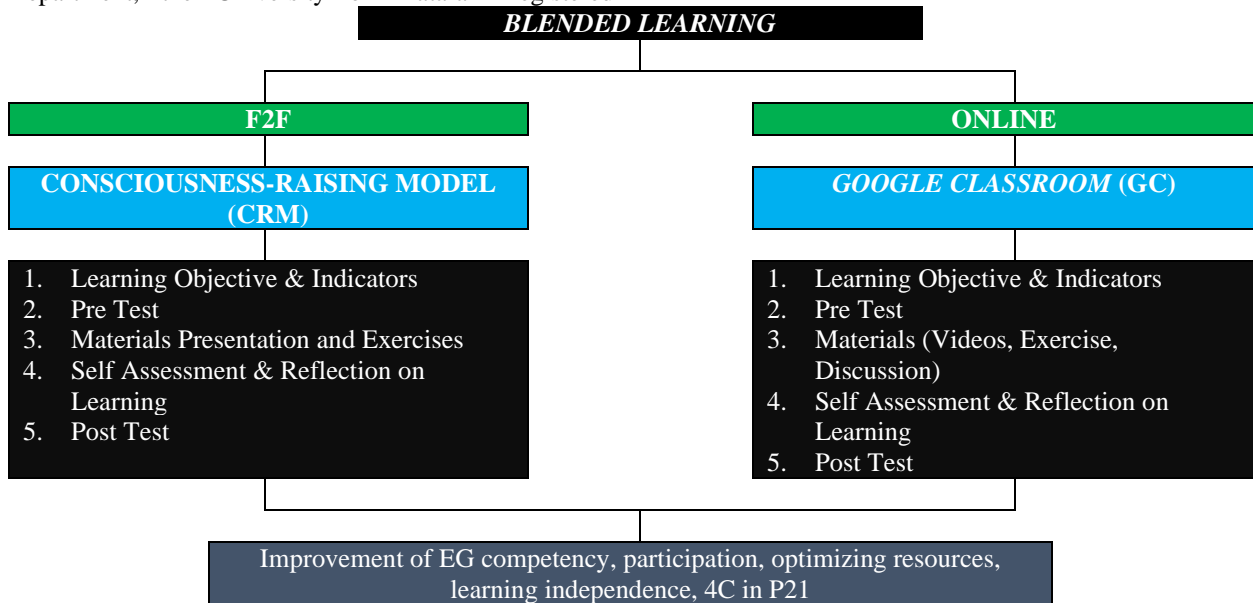 BLENDED LEARNING
F2F
CONSCIOUSNESS-RAISING MODEL
(CRM)
1. Learning Objective & Indicators
2. Pre Test
3. Materials Presentation and Exercises
4. Self Assessment & Reflection on
Learning
5. Post Test
ONLINE
GOOGLE CLASSROOM (GC)
1. Learning Objective & Indicators
2. Pre Test
3. Materials (Videos, Exercise,
Discussion)
4. Self Assessment & Reflection on
Learning
5. Post Test
Improvement of EG competency, participation, optimizing resources,
learning independence, 4C in P21